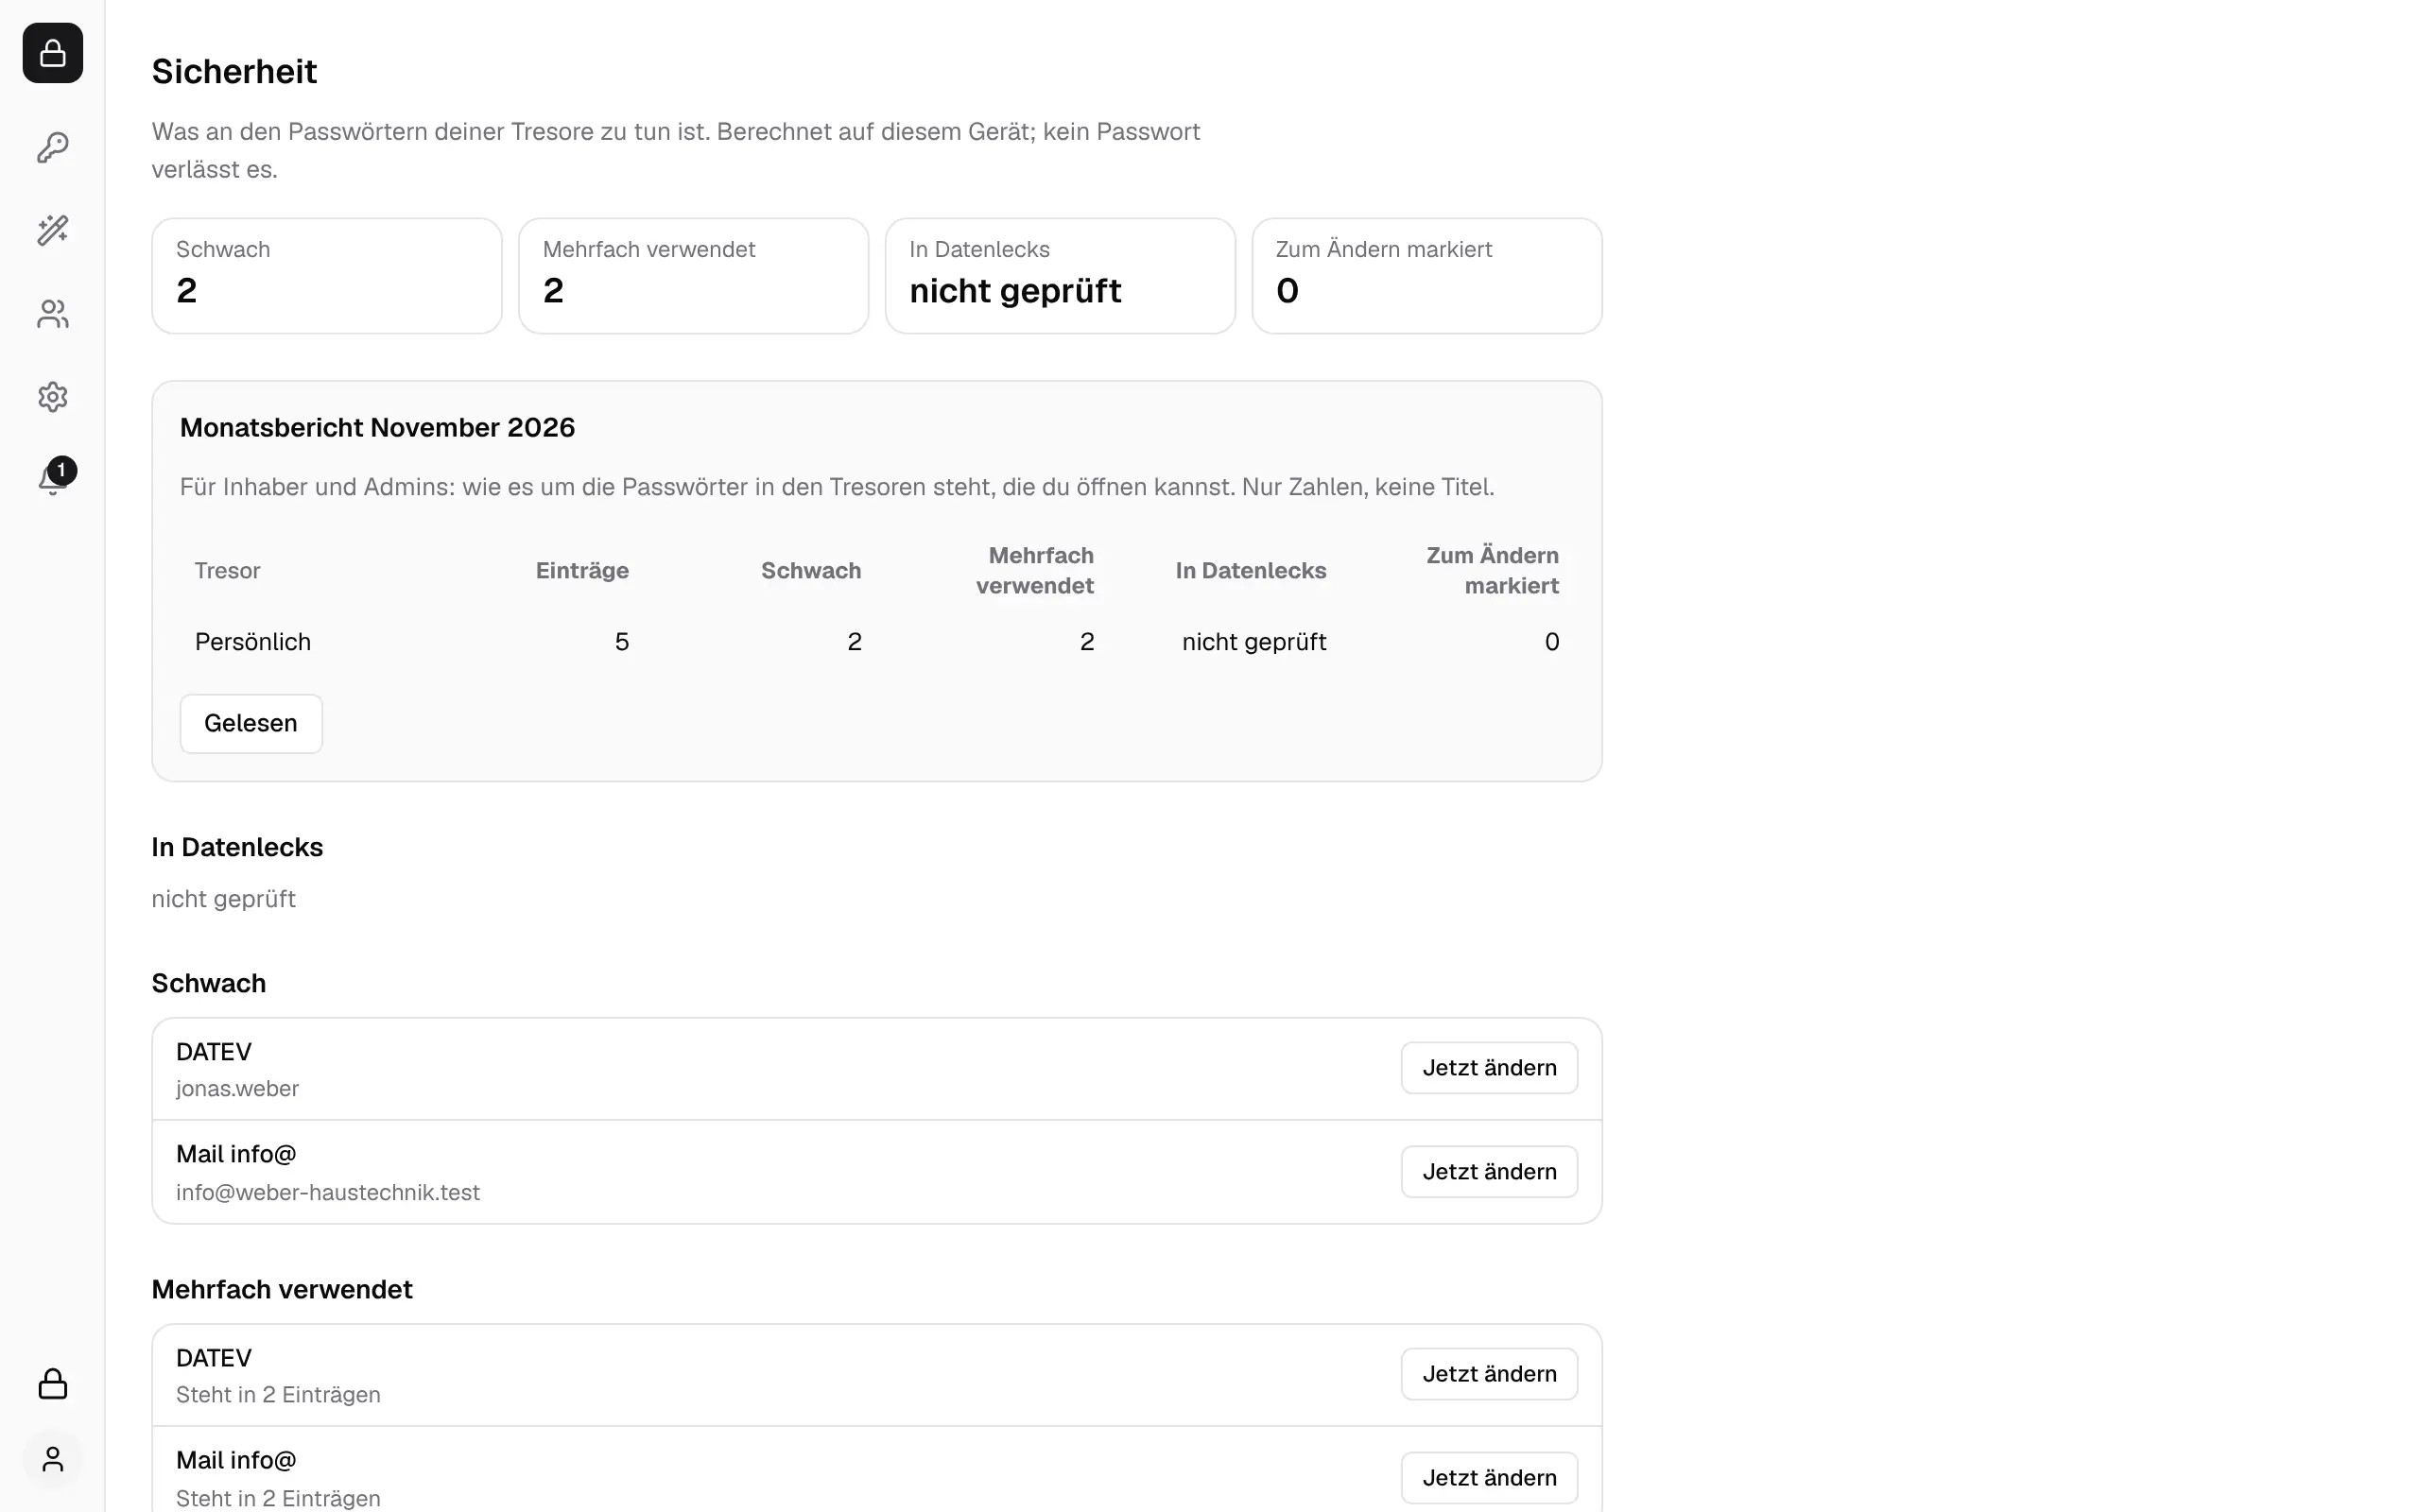 Sicherheit
Was an den Passwörtern deiner Tresore zu tun ist. Berechnet auf diesem Gerät; kein Passwort
verlässt es.
Schwach
2
Mehrfach verwendet
2
In Datenlecks
nicht geprüft
Zum Ändern markiert
0
1
Monatsbericht November 2026
Für Inhaber und Admins: wie es um die Passwörter in den Tresoren steht, die du öffnen kannst. Nur Zahlen, keine Titel.
Tresor Einträge Schwach Mehrfach verwendet In Datenlecks Zum Ändern markiert
Persönlich 5 2 2 nicht geprüft 0
Gelesen
In Datenlecks
nicht geprüft
Schwach
DATEV
jonas.weber
Jetzt ändern
Mail info@
info@weber-haustechnik.test
Jetzt ändern
Mehrfach verwendet
DATEV
Steht in 2 Einträgen
Jetzt ändern
Mail info@
Steht in 2 Einträgen
Jetzt ändern